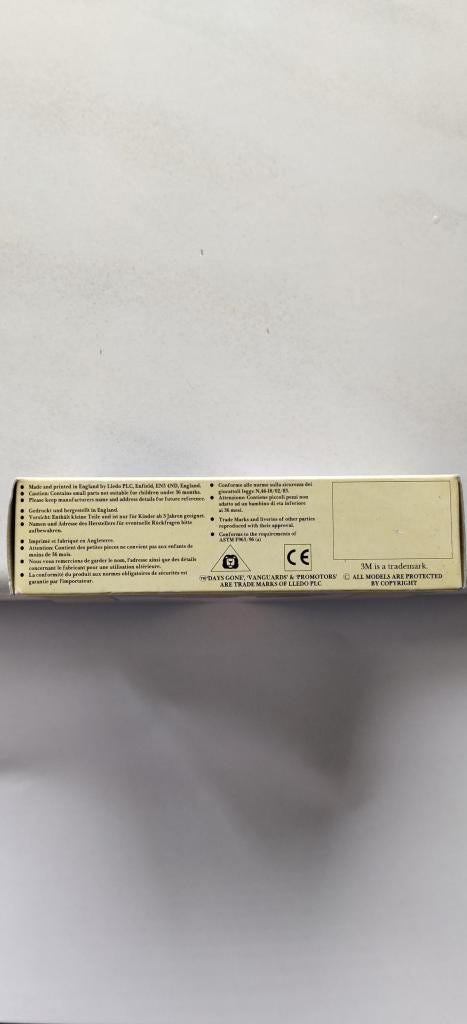 ● Made and printed in England by Lledo PLC, Enfield, EN3 4ND, England.
● Caution: Contains small parts not suitable for children under 36 months.
● Please keep manufacturers name and address details for future reference.
● Gedruckt und hergestellt in England.
● Vorsicht: Enthält kleine Teile und ist nur für Kinder ab 3 Jahren geeignet.
● Namen und Adresse des Herstellers für eventuelle Rückfragen bitte
aufbewahren.
● Imprimé et fabriqué en Angleterre.
● Attention: Contient des petites pièces ne convient pas aux enfants de
moins de 36 mois.
● Nous vous remercions de garder le nom, l'adresse ainsi que des détails
concernant le fabricant pour une utilisation ultérieure.
● La conformité du produit aux normes obligatoires de sécurités est
garantie par l'importateur.
● Conforme alle norme sulla sicurezza dei
giocattoli legge N.46-18/02/83.
● Attenzione: Contiene piccoli pezzi non
adatto ad un bambino di eta inferiore
ai 36 mesi.
● Trade Marks and liveries of other parties
reproduced with their approval.
● Conforms to the requirements of
ASTM F963/96 (a)
CE
TM 'DAYS GONE', 'VANGUARDS' & 'PROMOTORS'
ARE TRADE MARKS OF LLEDO PLC
3M is a trademark.
© ALL MODELS ARE PROTECTED
BY COPYRIGHT